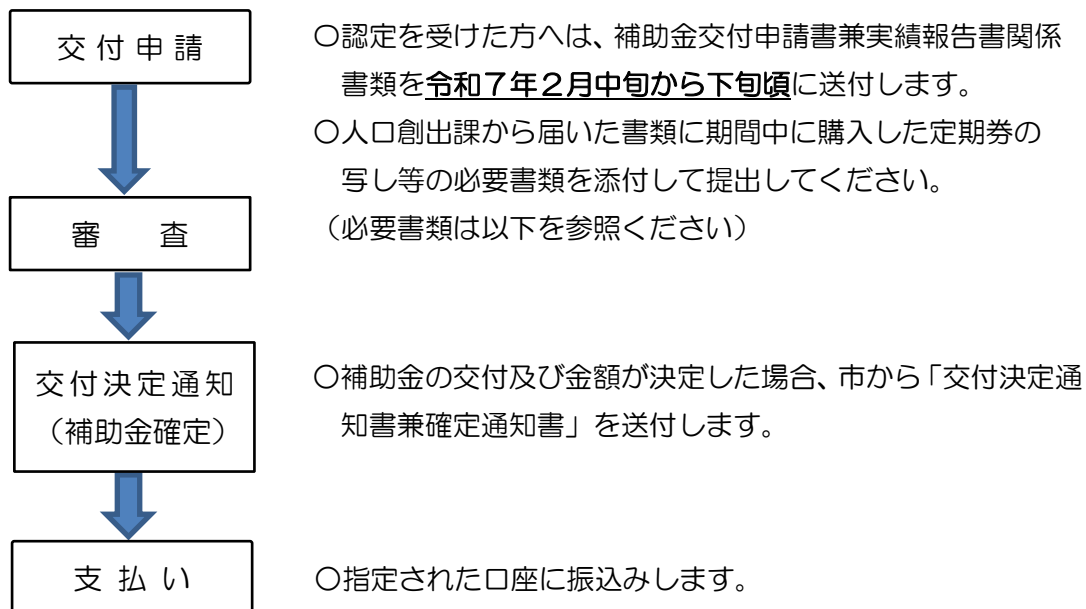 交付申請
〇認定を受けた方へは、補助金交付申請書兼実績報告書関係
書類を令和７年２月中旬から下旬頃に送付します。
〇人口創出課から届いた書類に期間中に購入した定期券の
写し等の必要書類を添付して提出してください。
（必要書類は以下を参照ください）
審　査
交付決定通知
（補助金確定）
〇補助金の交付及び金額が決定した場合、市から「交付決定通
知書兼確定通知書」を送付します。
支払い
〇指定された口座に振込みします。